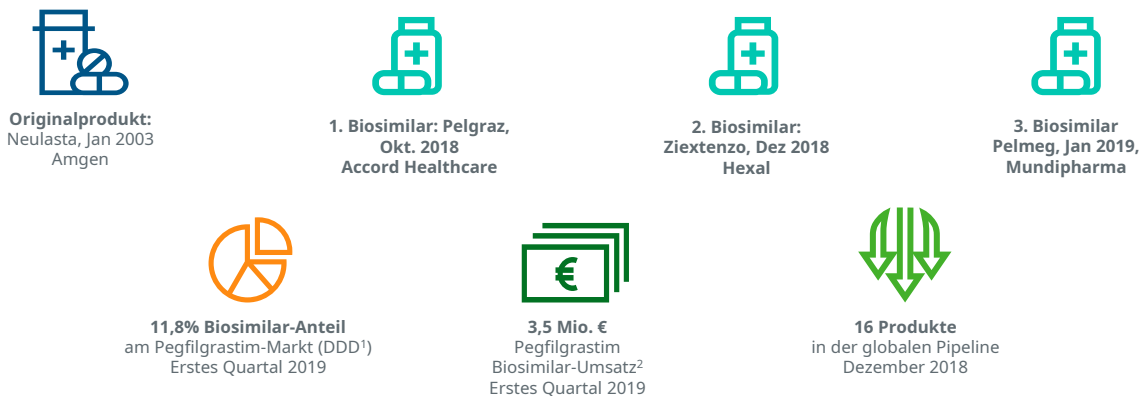 Originalprodukt:
Neulasta, Jan 2003
Amgen
1. Biosimilar: Pelgraz,
Okt. 2018
Accord Healthcare
2. Biosimilar:
Ziextenzo, Dez 2018
Hexal
3. Biosimilar
Pelmeg, Jan 2019,
Mundipharma
11,8% Biosimilar-Anteil
am Pegfilgrastim-Markt (DDD¹)
Erstes Quartal 2019
€
3,5 Mio. €
Pegfilgrastim
Biosimilar-Umsatz²
Erstes Quartal 2019
16 Produkte
in der globalen Pipeline
Dezember 2018